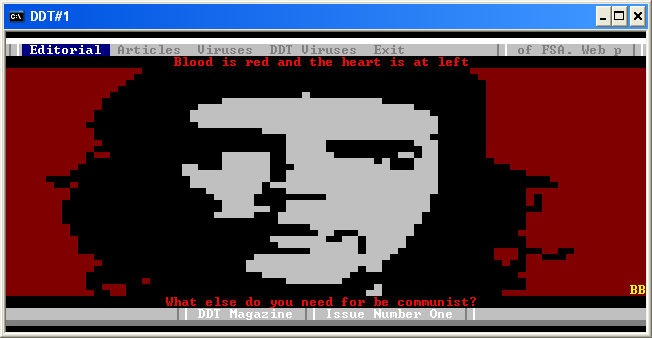 DDT#1
Editorial Articles Viruses DDT Viruses Exit of FSA. Web p
Blood is red and the heart is at left
BB
What else do you need for be communist?
DDT Magazine Issue Number One